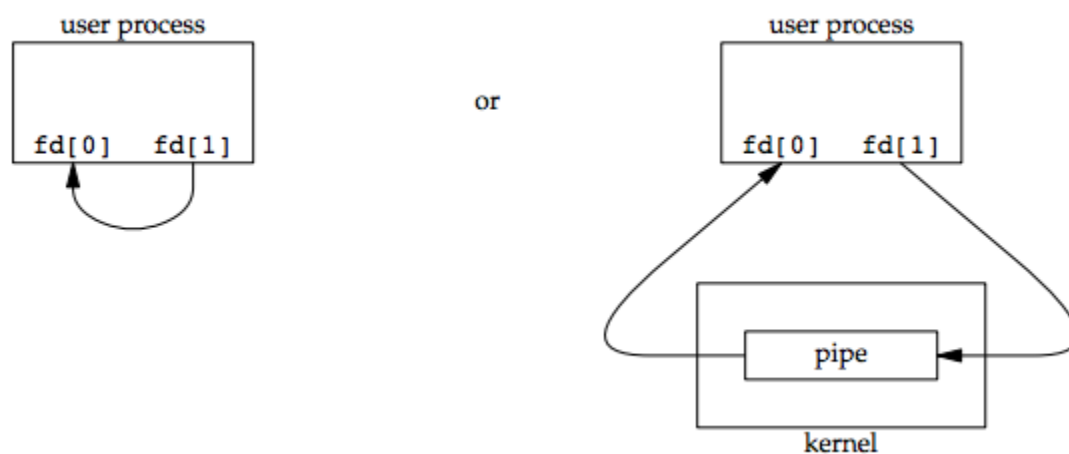 user process
fd[0] fd[1]
or
user process
fd[0] fd[1]
pipe
kernel